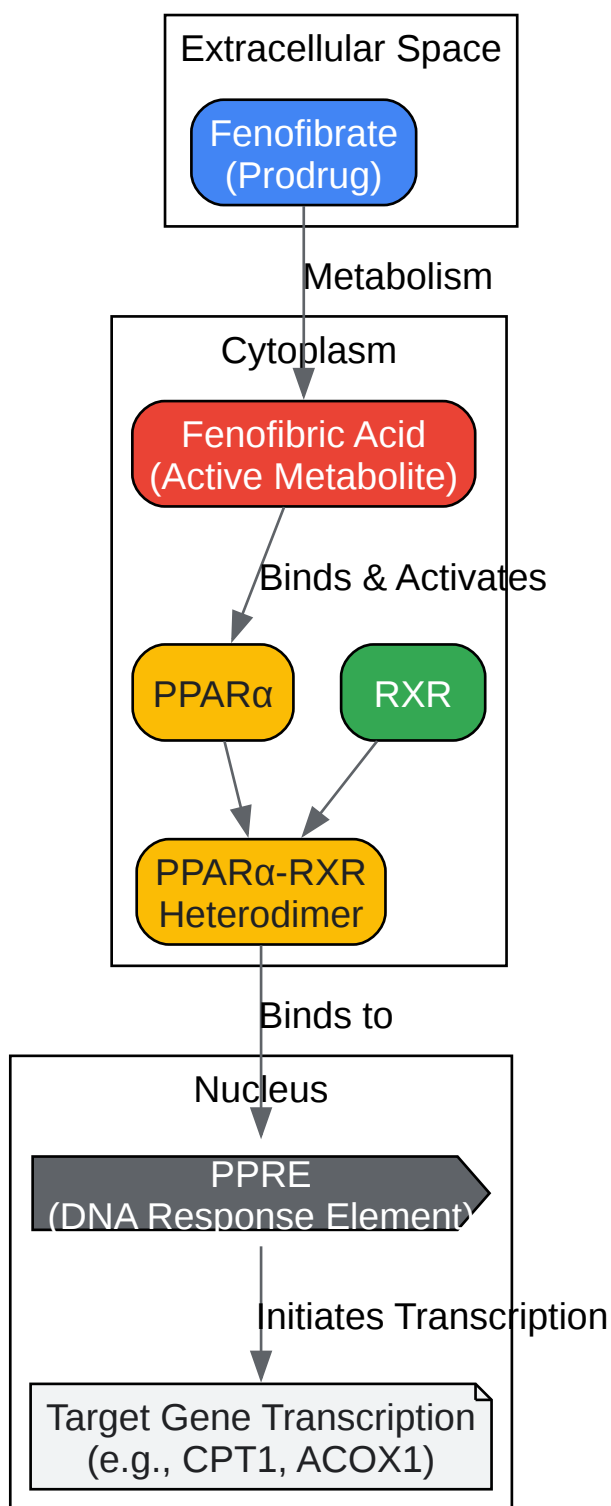 Extracellular Space
Fenofibrate
(Prodrug)
Metabolism
Cytoplasm
Fenofibric Acid
(Active Metabolite)
Binds & Activates
PPARα
RXR
PPARα-RXR
Heterodimer
Binds to
Nucleus
PPRE
(DNA Response Element)
Initiates Transcription
Target Gene Transcription
(e.g., CPT1, ACOX1)